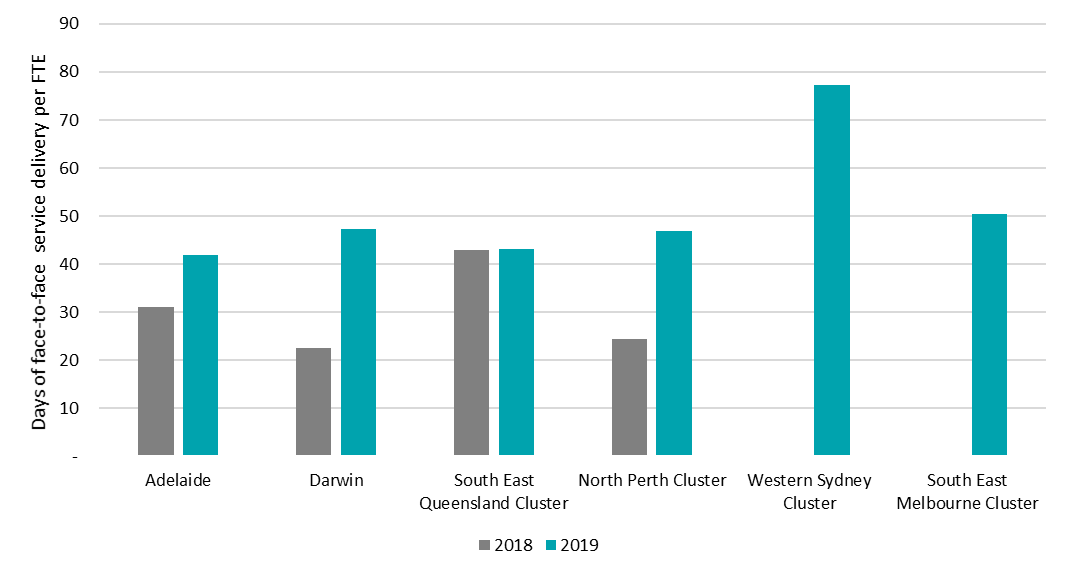 Days of face-to-face service delivery per FTE
90
80
70
60
50
40
30
20
10
-
Adelaide
Darwin
South East
Queensland Cluster
North Perth Cluster
Western Sydney
Cluster
South East
Melbourne Cluster
2018
2019